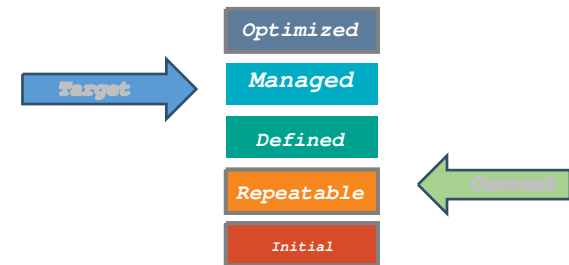 Optimized
Target
Managed
Defined
Repeatable
Current
Initial